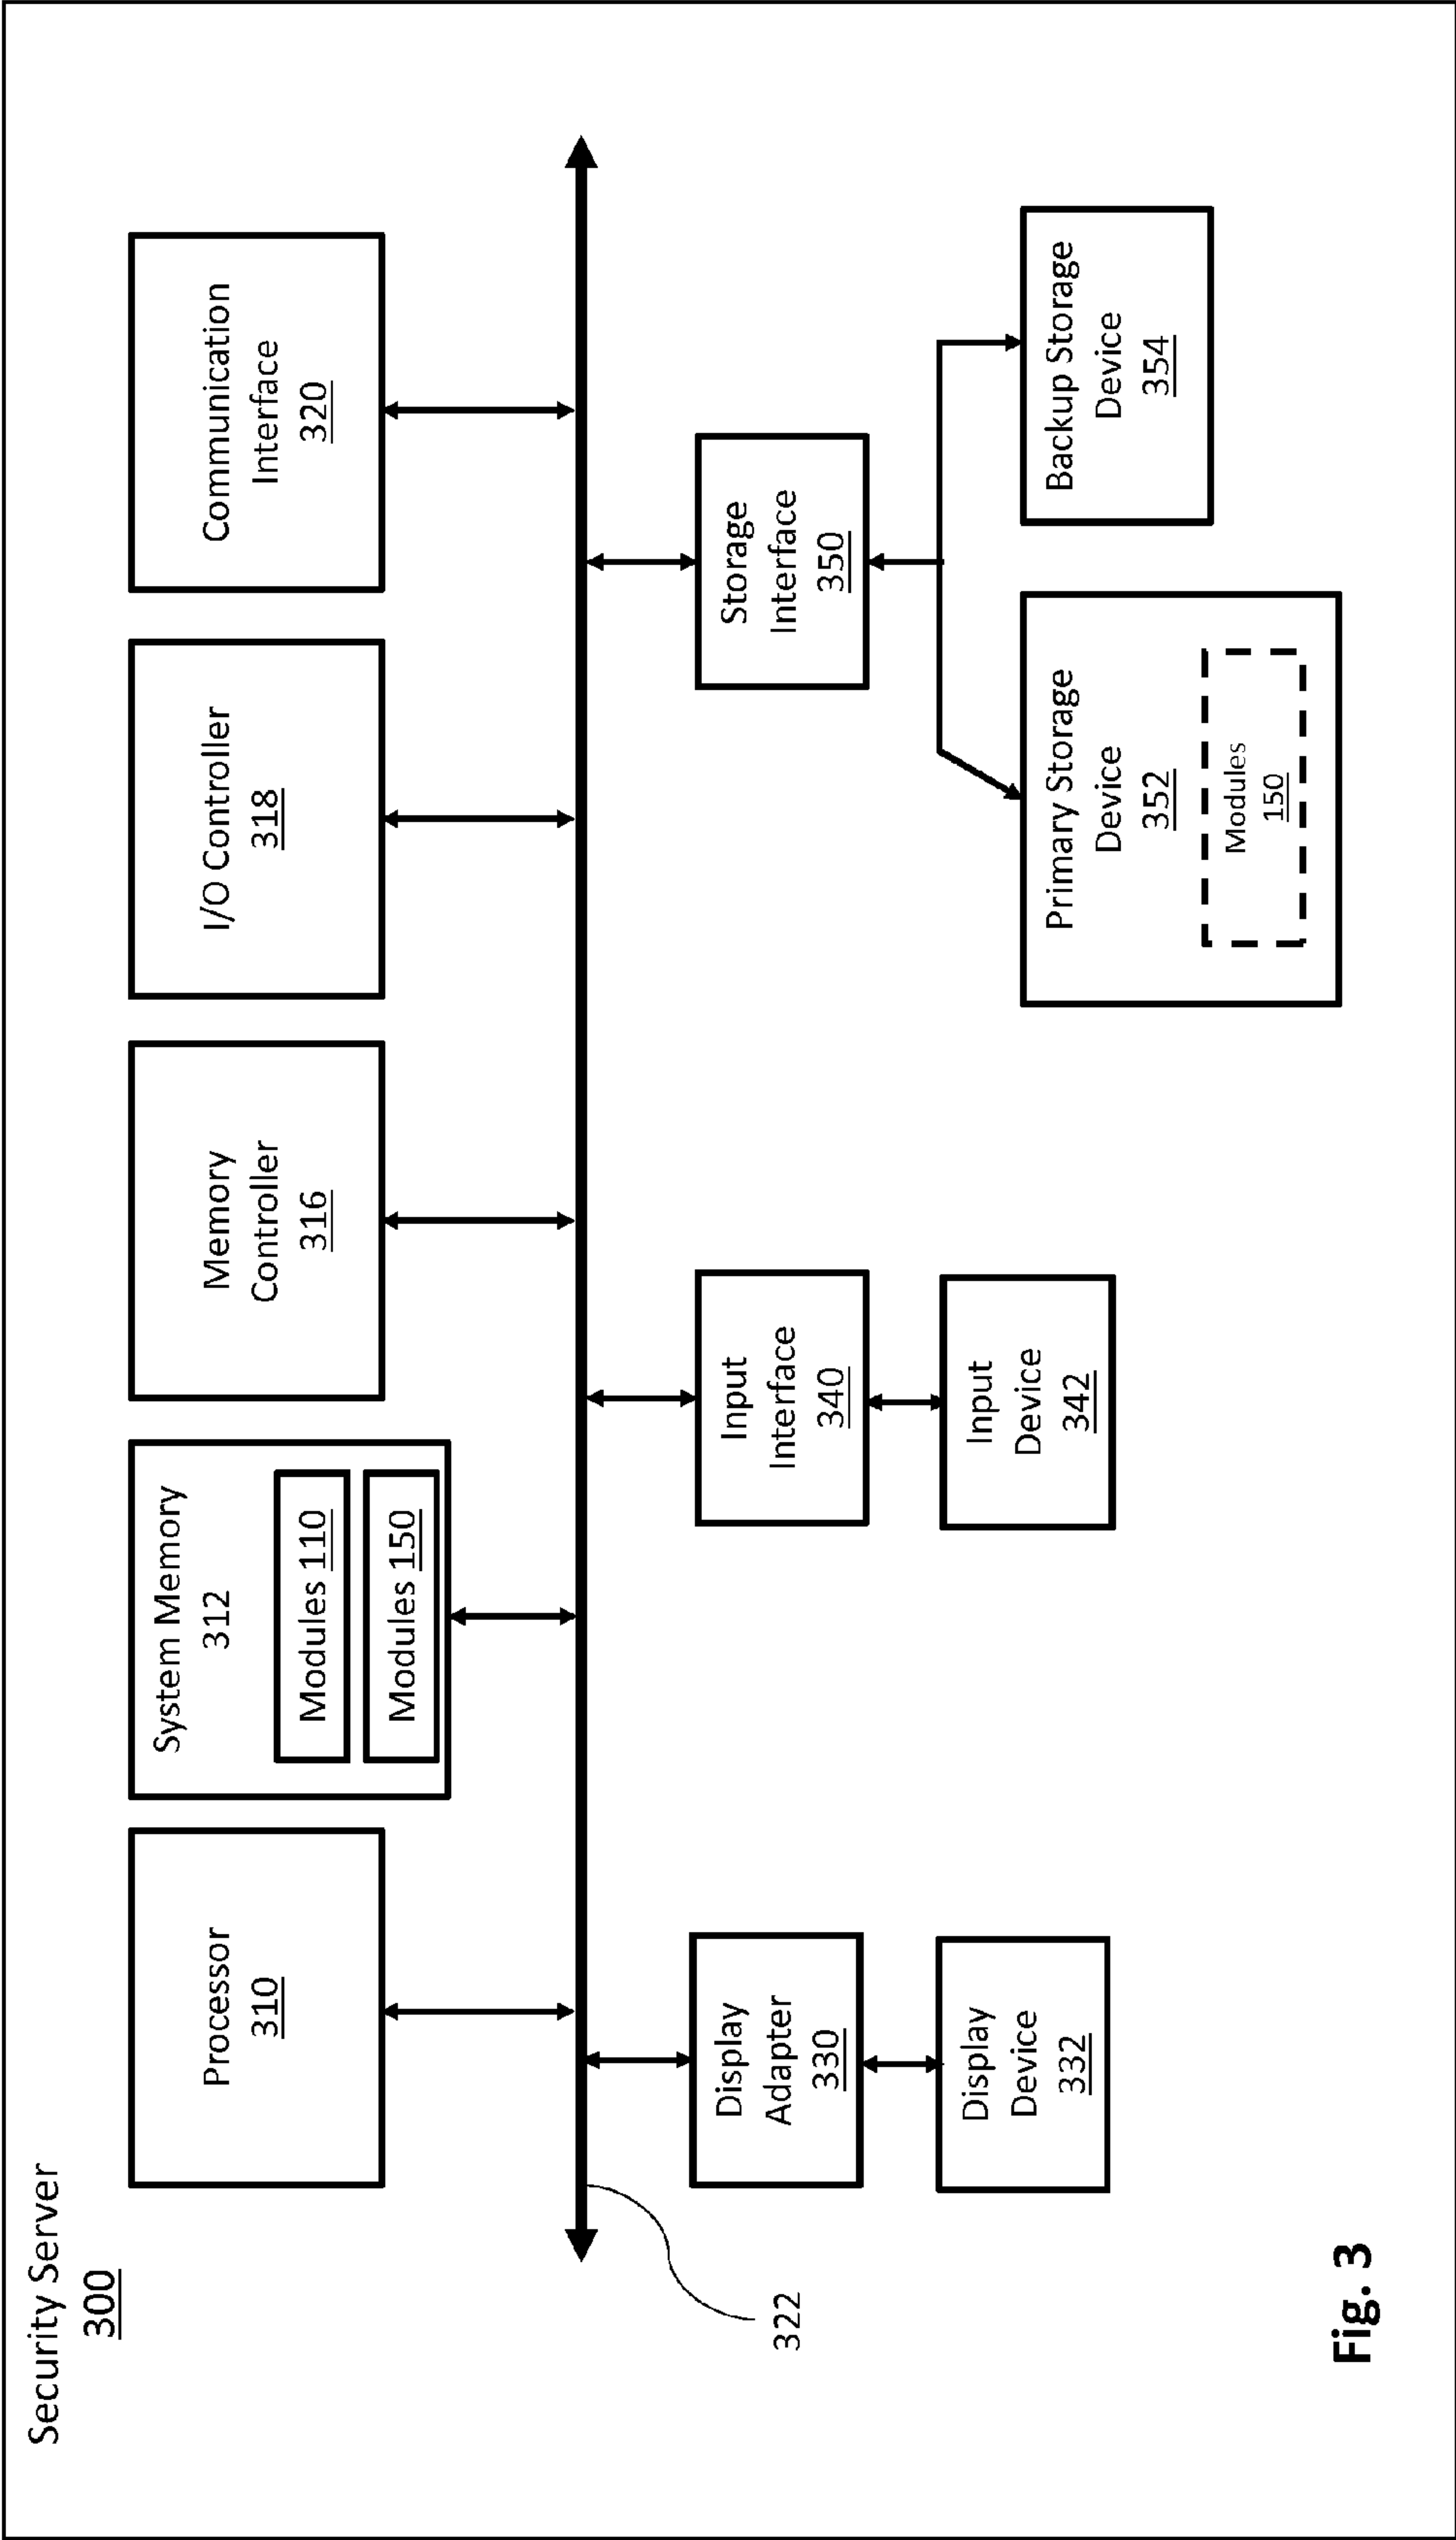 Security Server
300
Processor
310
System Memory
312
Modules 110
Modules 150
Memory
Controller
316
I/O Controller
318
Communication
Interface
320
322
Display
Adapter
330
Display
Device
332
Input
Interface
340
Input
Device
342
Storage
Interface
350
Primary Storage
Device
352
Modules
150
Backup Storage
Device
354
Fig. 3